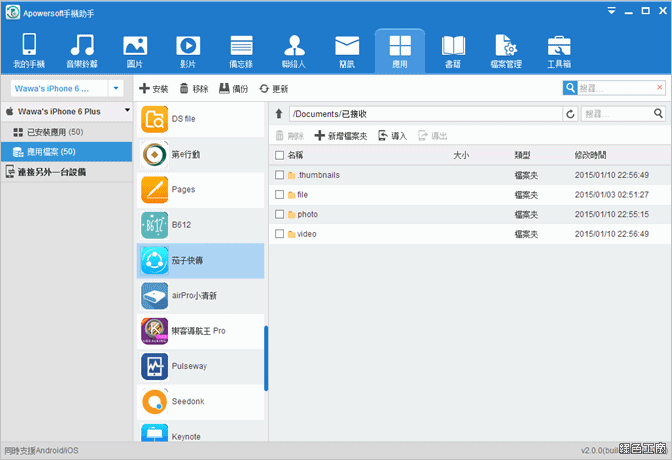 Apowersoft手機助手
我的手機 音樂鈴聲 圖片 影片 備忘錄 聯絡人 簡訊 應用 書籍 檔案管理 工具箱
Wawa's iPhone 6 ...
安裝 移除 備份 更新
搜尋...
Wawa's iPhone 6 Plus
已安裝應用 (50)
應用檔案 (50)
連接另外一台設備
DS file
第e行動
Pages
B612
茄子快傳
airPro小清新
樂客導航王 Pro
Pulseway
Seedonk
Keynote
/Documents/已接收
搜尋...
刪除 新增檔案夾 導入 導出
名稱 大小 類型 修改時間
.thumbnails 檔案夾 2015/01/10 22:56:49
file 檔案夾 2015/01/03 02:51:27
photo 檔案夾 2015/01/10 22:55:15
video 檔案夾 2015/01/10 22:56:49
同時支援Android/iOS
v2.0.0(bui
綠色工廠